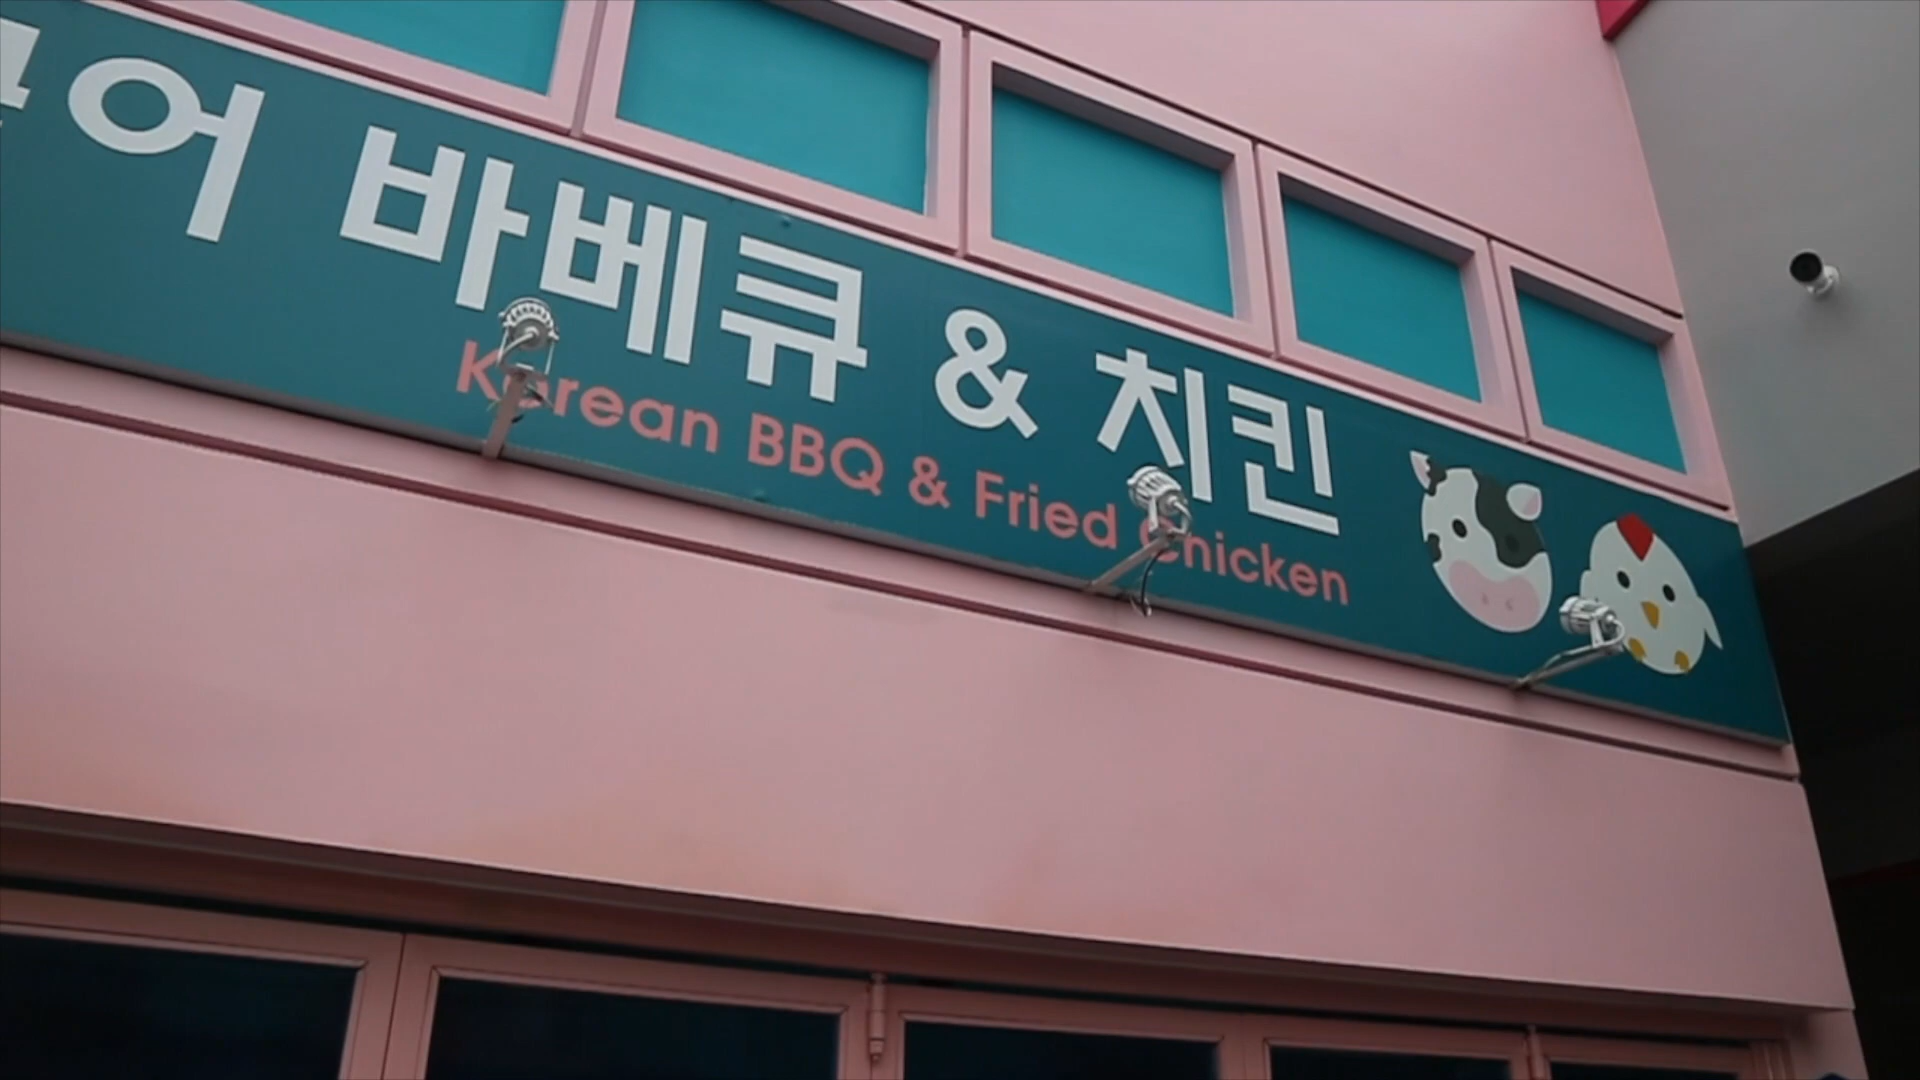 바베큐 & 치킨
Korean BBQ & Fried Chicken